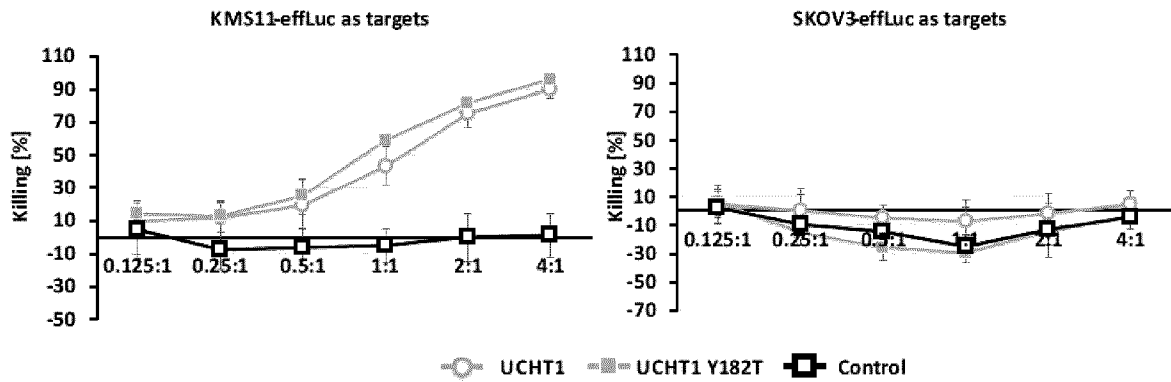 KMS11-effLuc as targets
Killing [%]
110
90
70
50
30
10
-10
-30
-50
0.125:1 0.25:1 0.5:1 1:1 2:1 4:1
SKOV3-effLuc as targets
Killing [%]
110
90
70
50
30
10
-10
-30
-50
-70
0.125:1 0.25:1 0.5:1 1:1 2:1 4:1
UCHT1 UCHT1 Y182T Control